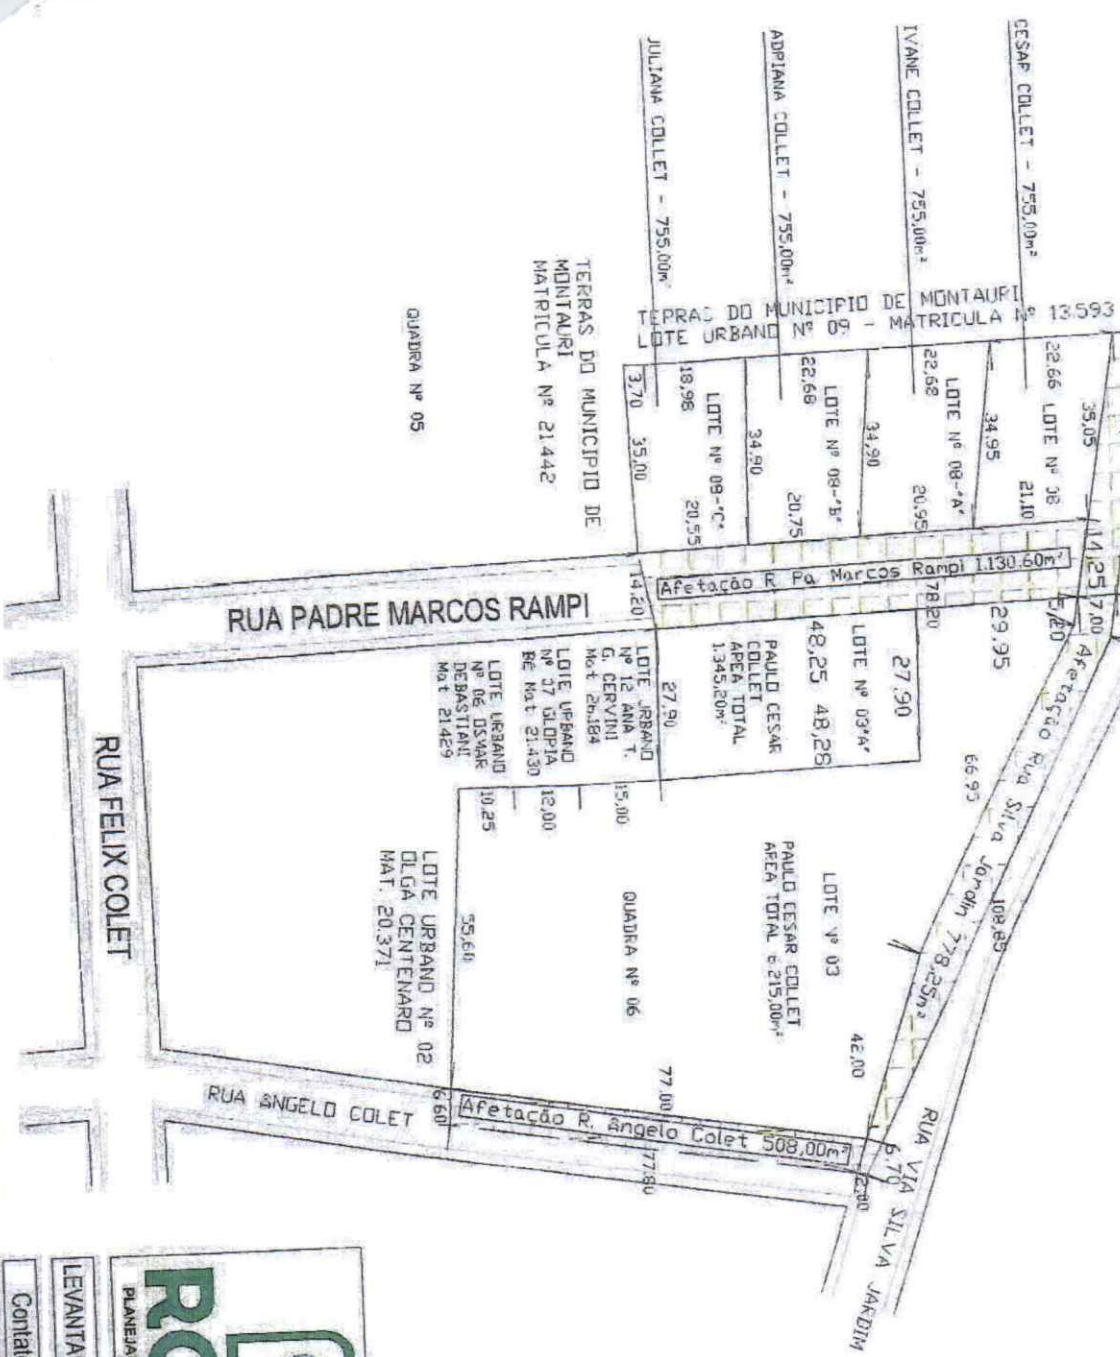 CESAR COLLET - 755,00m²
IVANE COLLET - 755,00m²
ADPIANA COLLET - 755,00m²
JULIANA COLLET - 755,00m²
TEPRAS DO MUNICIPIO DE MONTAURI
LOTE URBANO Nº 09 - MATRICULA Nº 13.593
22.66
LOTE Nº 08
21,10
35,05
34,95
22,68
LOTE Nº 08-"A"
20,95
34,90
22,68
LOTE Nº 08-"B"
20,75
34,90
18,98
LOTE Nº 08-"C"
20,55
3,70
35,00
TERRAS DO MUNICIPIO DE
MONTAURI
MATRICULA Nº 21.442
QUADRA Nº 05
Afetação R Pa Marcos Rampi 1.130.60m²
14,25
7,00
5,20
78,20
29,95
14,20
RUA PADRE MARCOS RAMPI
27,90
LOTE Nº 03"A"
48,25
48,28
PAULO CESAR
COLLET
APEA TOTAL
1.345,20m²
27,90
LOTE URBANO
Nº 12 ANA T.
G. CERVINI
Mat 26.184
15,00
LOTE UPBANO
Nº 07 GLOPIA
BE Mat 21.430
12,00
LOTE URBANO
Nº 06 OSMAR
DEBASTIANI
Mat 21429
10,25
Afetação Rua Silva Jardin 778,25m²
66.95
108,85
LOTE Nº 03
PAULO CESAR COLLET
AREA TOTAL 6.215,00m²
42,00
QUADRA Nº 06
77.00
55,60
LOTE URBANO Nº 02
OLGA CENTENARO
MAT. 20.371
Afetação R. Angelo Colet 508,00m²
6.60
77.80
6,70
2,00
RUA ANGELO COLET
RUA VIA SILVA JARDIM
RUA FELIX COLET
RO
PLANEJA
LEVANTA
Contat